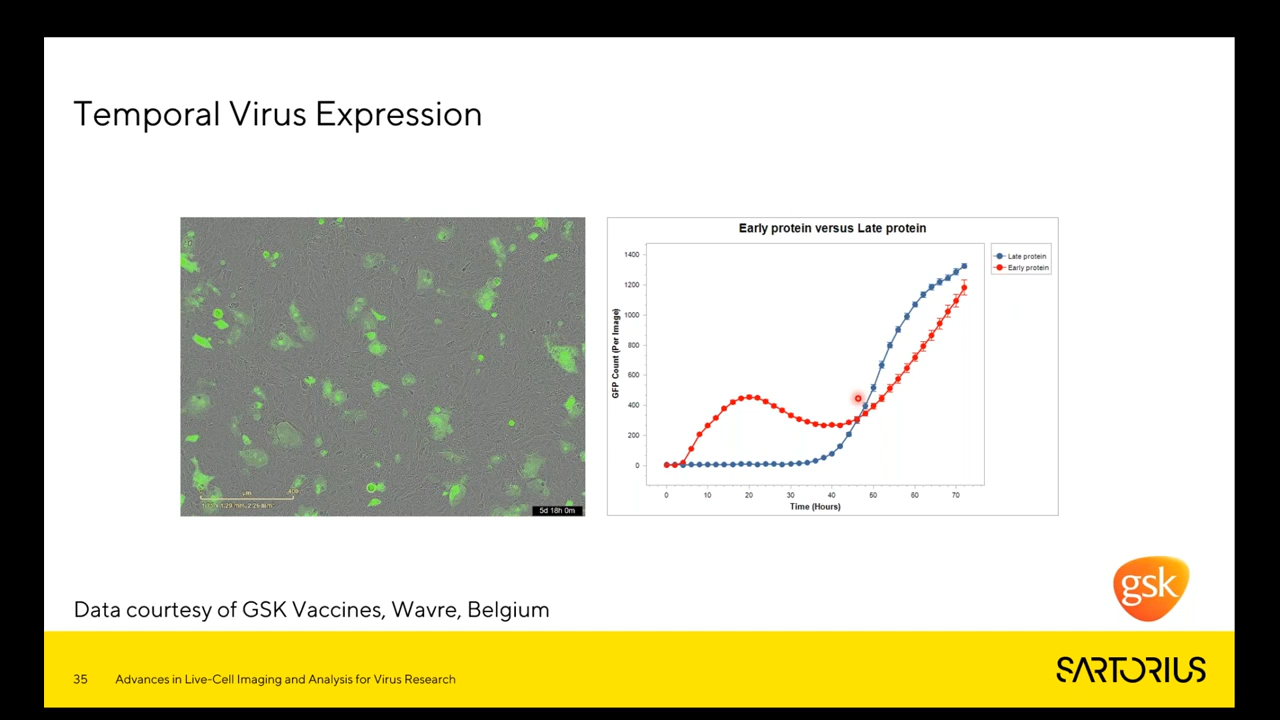 Temporal Virus Expression
µm
400
5d 18h 0m
Early protein versus Late protein
Late protein
Early protein
GFP Count (Per Image)
1400
1200
1000
800
600
400
200
0
0 10 20 30 40 50 60 70
Time (Hours)
gsk
Data courtesy of GSK Vaccines, Wavre, Belgium
35 Advances in Live-Cell Imaging and Analysis for Virus Research
SARTORIUS